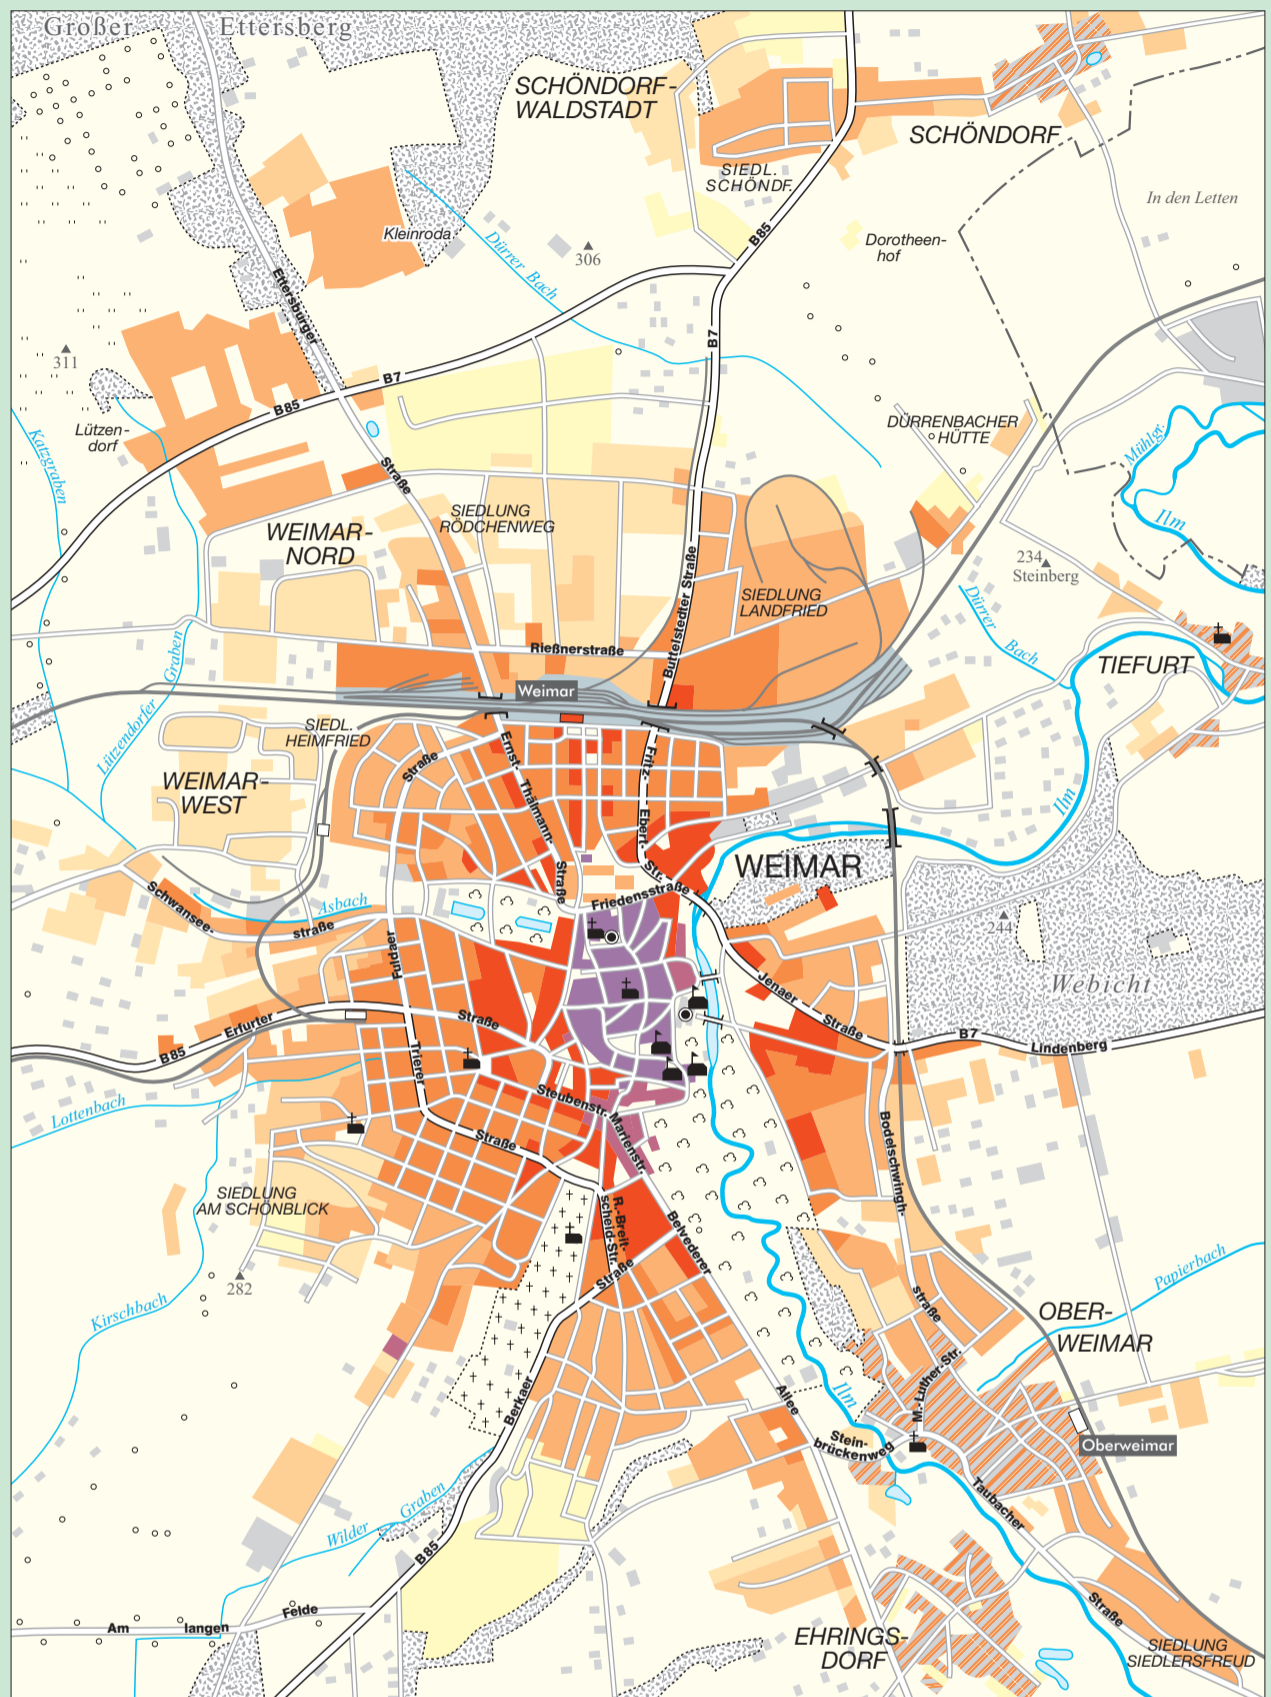 Großer Ettersberg
SCHÖNDORF-
WALDSTADT
SCHÖNDORF
SIEDL.
SCHÖNDF.
In den Letten
Kleinroda
Dürrer Bach
306
B85
Dorotheen-
hof
Ettersburger
Straße
B7
311
B7
B85
Lützen-
dorf
Katzgraben
DÜRRENBACHER
HÜTTE
Mühlgr.
Ilm
WEIMAR-
NORD
SIEDLUNG
RÖDCHENWEG
Buttelstedter Straße
SIEDLUNG
LANDFRIED
234
Steinberg
Dürrer Bach
TIEFURT
Rießnerstraße
Weimar
Lützendorfer Graben
SIEDL.
HEIMFRIED
WEIMAR-
WEST
Straße
Ernst-
Thälmann-
Straße
Fritz-
Ebert-
Str.
Ilm
WEIMAR
Friedensstraße
Schwansee-
straße
Asbach
Fuldaer
244
Webicht
Jenaer Straße
B7
Lindenberg
Erfurter
B85
Straße
Trierer
Straße
Steubenstr.
Marienstr.
Lottenbach
Bodelschwingh-
straße
SIEDLUNG
AM SCHÖNBLICK
R.-Breit-
scheid-Str.
Belvederer
Allee
282
Straße
Berkaer
Kirschbach
Papierbach
OBER-
WEIMAR
M.-Luther-Str.
Ilm
Stein-
brückenweg
Oberweimar
Taubacher
Straße
Wilder Graben
B85
Am langen Felde
EHRINGS-
DORF
SIEDLUNG
SIEDLERSFREUD